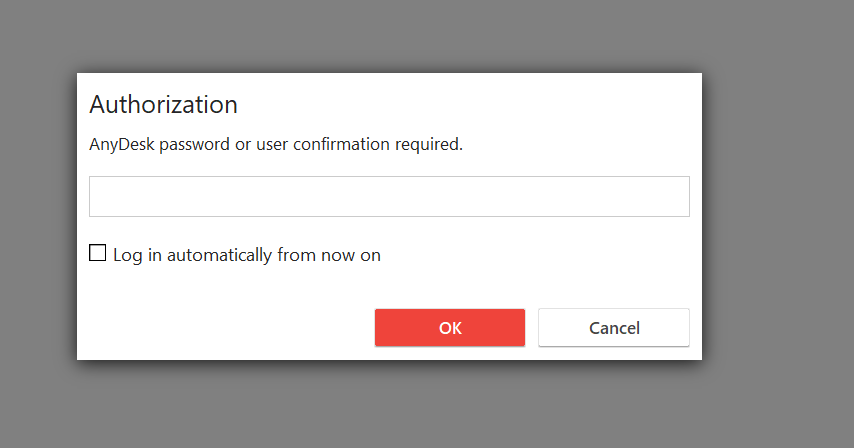 Authorization
AnyDesk password or user confirmation required.
Log in automatically from now on
OK
Cancel